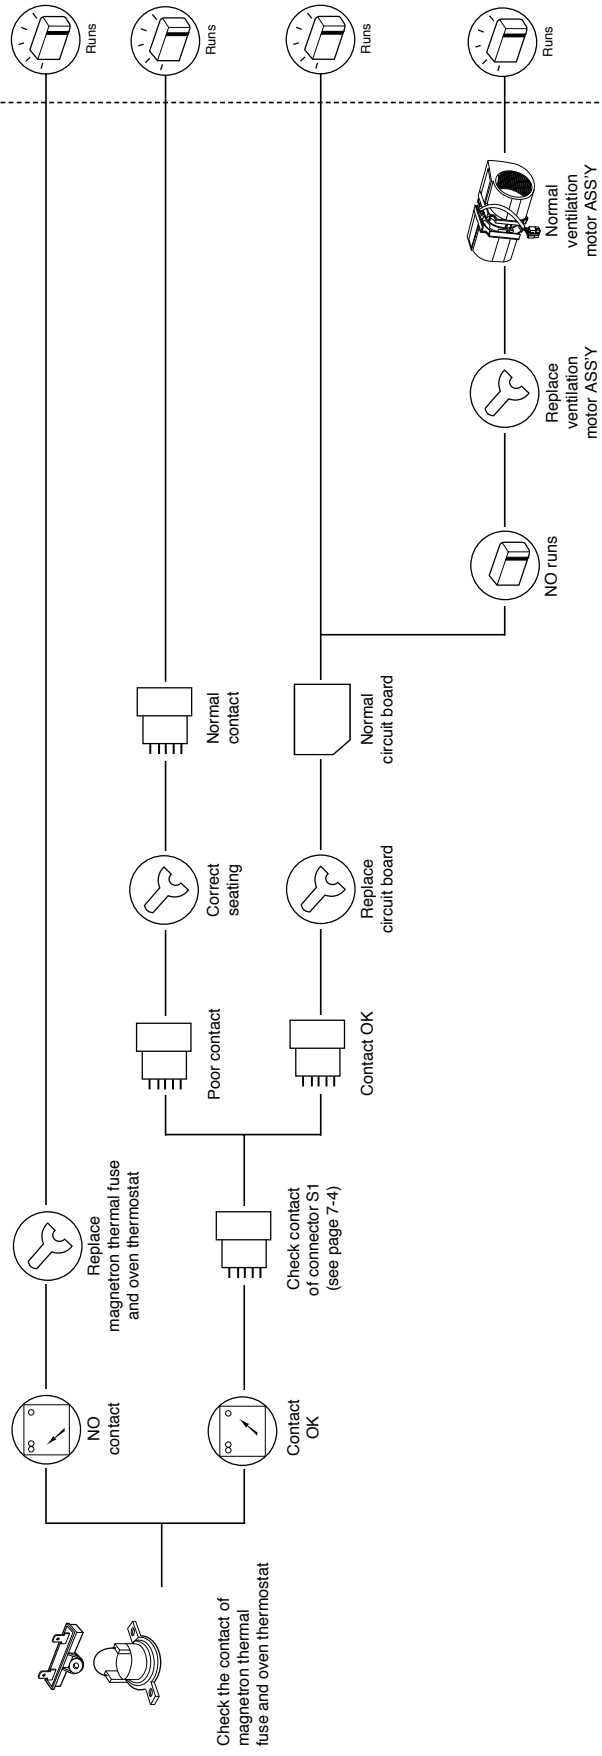 Check the contact of
magnetron thermal
fuse and oven thermostat
NO
contact
Replace
magnetron thermal fuse
and oven thermostat
Runs
Contact
OK
Check contact
of connector S1
(see page 7-4)
Poor contact
Correct
seating
Normal
contact
Runs
Contact OK
Replace
circuit board
Normal
circuit board
Runs
NO runs
Replace
ventilation
motor ASS'Y
Normal
ventilation
motor ASS'Y
Runs